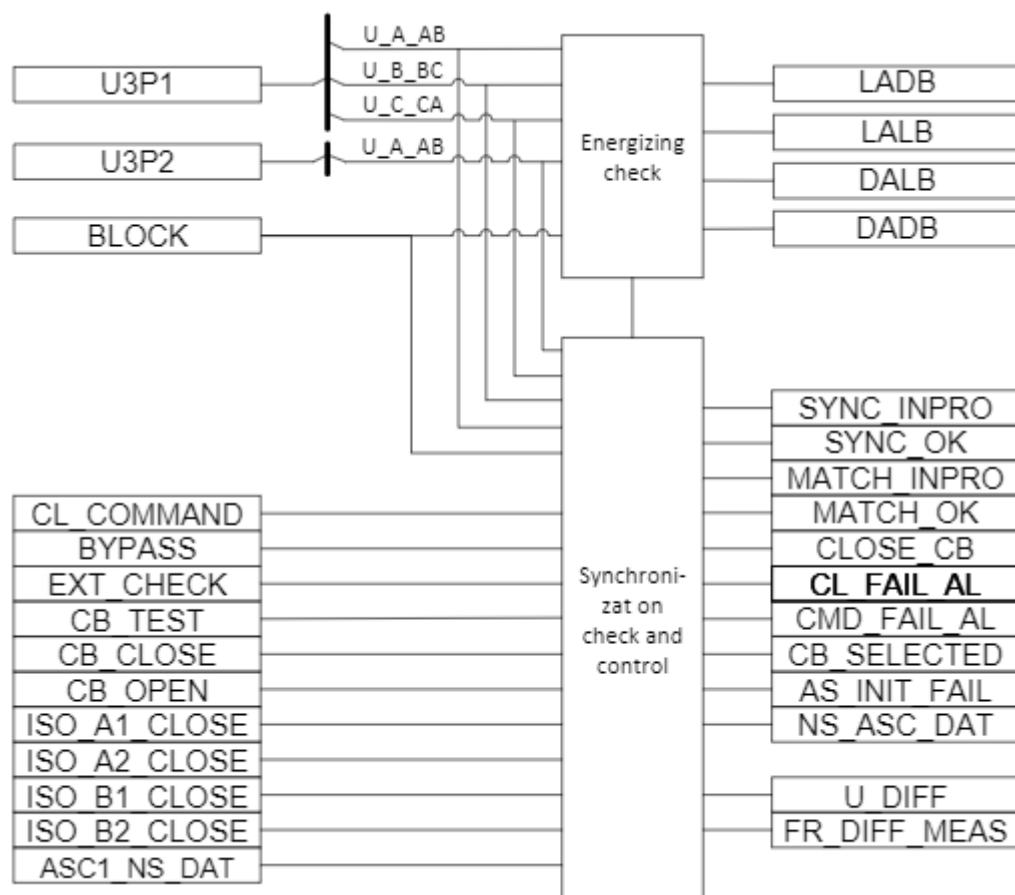 U_A_AB
U3P1
U_B_BC
U_C_CA
U3P2
U_A_AB
BLOCK
Energizing
check
LADB
LALB
DALB
DADB
CL_COMMAND
BYPASS
EXT_CHECK
CB_TEST
CB_CLOSE
CB_OPEN
ISO_A1_CLOSE
ISO_A2_CLOSE
ISO_B1_CLOSE
ISO_B2_CLOSE
ASC1_NS_DAT
Synchroni-
zat on
check and
control
SYNC_INPRO
SYNC_OK
MATCH_INPRO
MATCH_OK
CLOSE_CB
CL_FAIL_AL
CMD_FAIL_AL
CB_SELECTED
AS_INIT_FAIL
NS_ASC_DAT
U_DIFF
FR_DIFF_MEAS